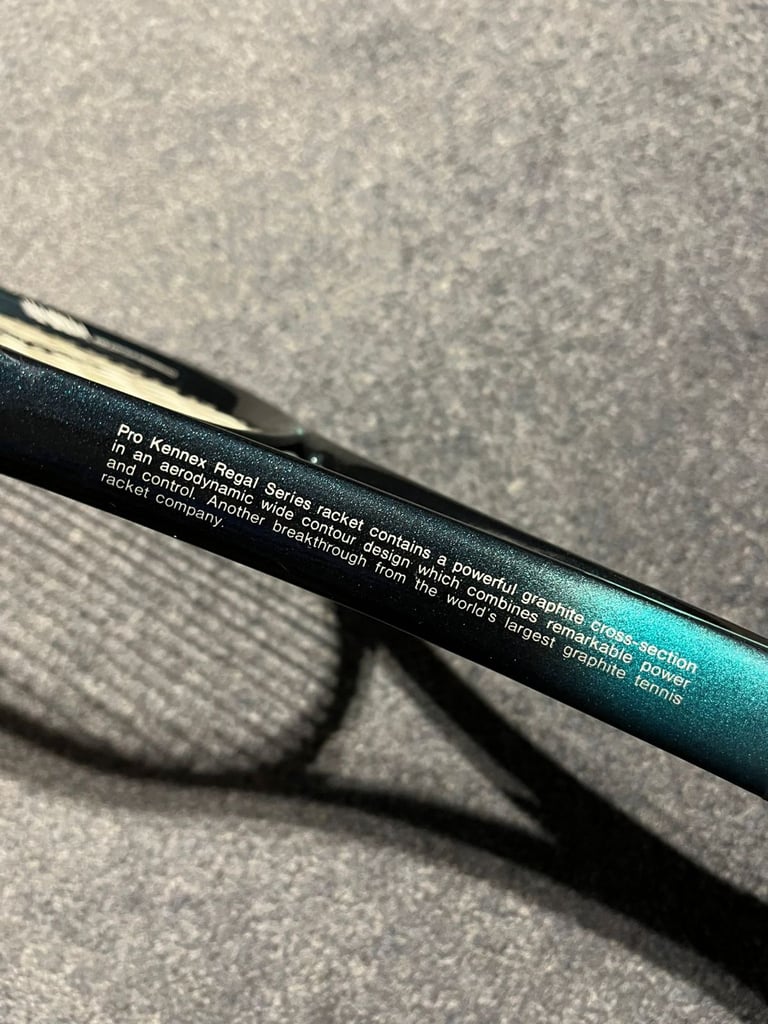 Pro Kennex Regal Series racket contains a powerful graphite cross-section
in an aerodynamic wide contour design which combines remarkable power
and control. Another breakthrough from the world's largest graphite tennis
racket company.